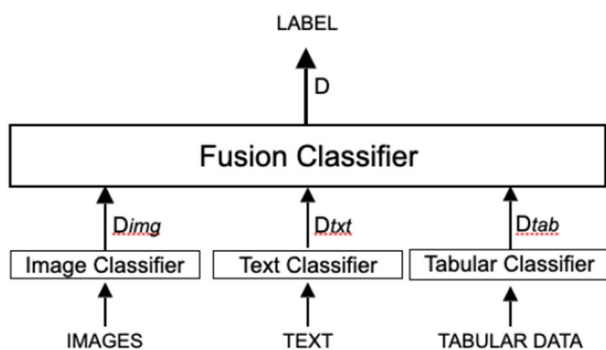 LABEL
D
Fusion Classifier
Dimg Dtxt Dtab
Image Classifier Text Classifier Tabular Classifier
IMAGES TEXT TABULAR DATA